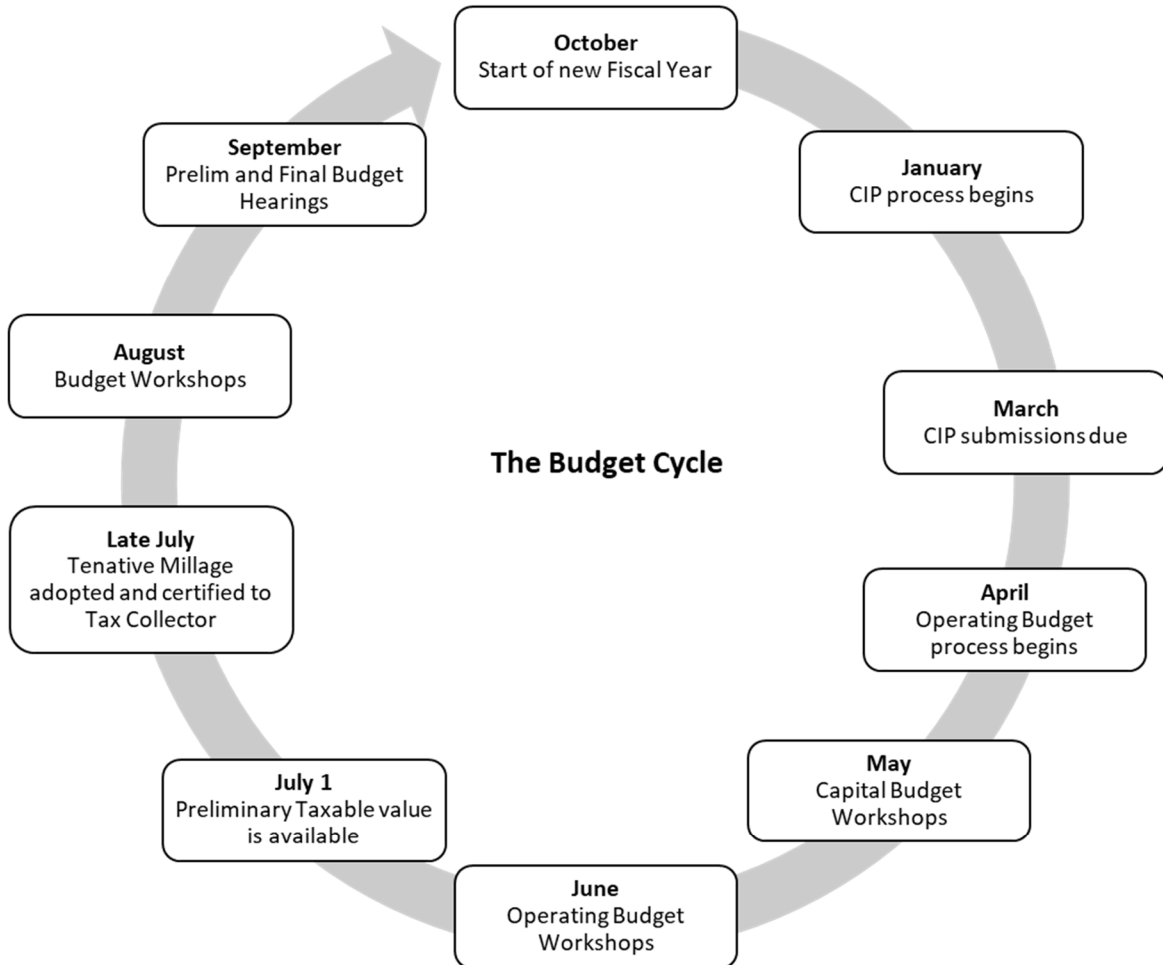 October
Start of new Fiscal Year
January
CIP process begins
March
CIP submissions due
April
Operating Budget
process begins
May
Capital Budget
Workshops
June
Operating Budget
Workshops
July 1
Preliminary Taxable value
is available
Late July
Tenative Millage
adopted and certified to
Tax Collector
August
Budget Workshops
September
Prelim and Final Budget
Hearings
The Budget Cycle